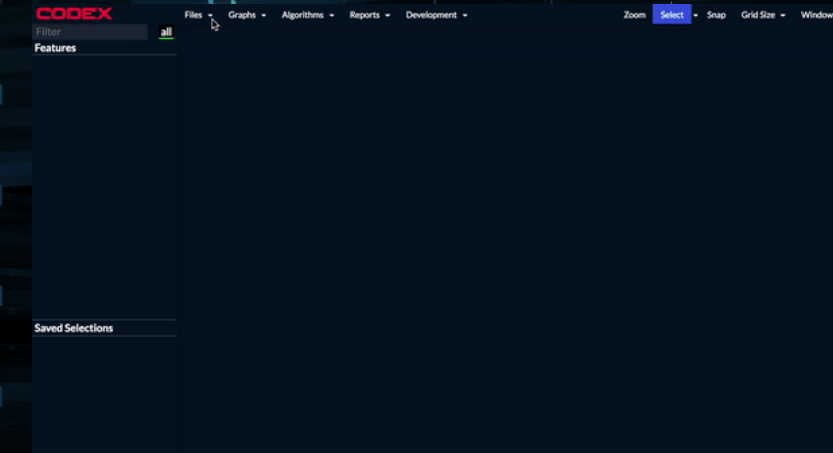 CODEX
Files Graphs Algorithms Reports Development Zoom Select Snap Grid Size Window
Filter all
Features
Saved Selections